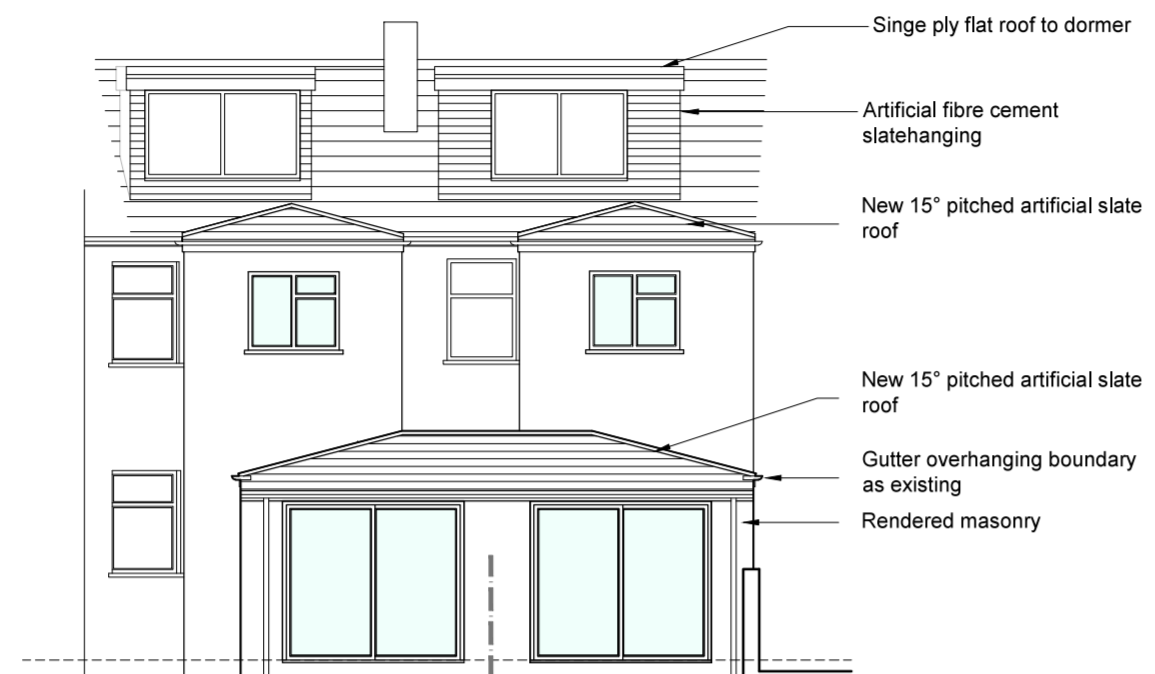 Singe ply flat roof to dormer
Artificial fibre cement
slatehanging
New 15° pitched artificial slate
roof
New 15° pitched artificial slate
roof
Gutter overhanging boundary
as existing
Rendered masonry